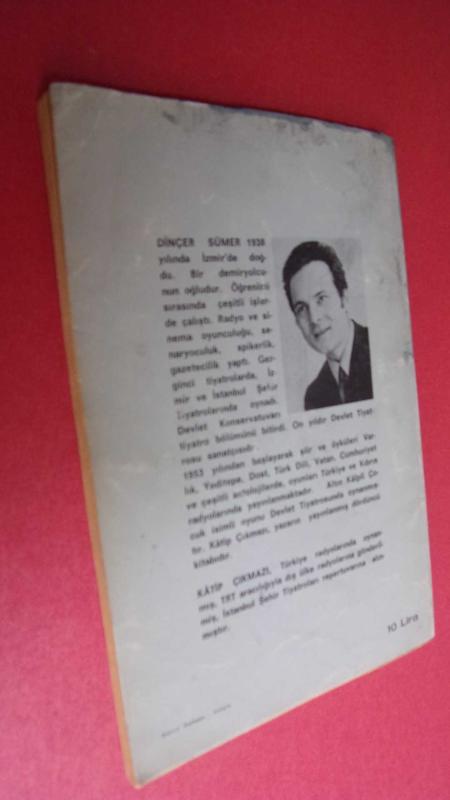 DİNÇER SÜMER 1938
yılında İzmir'de doğ-
du. Bir demiryolcu-
nun oğludur. Öğrenimi
sırasında çeşitli işler-
de çalıştı. Radyo ve si-
nema oyunculuğu, se-
naryoculuk, spikerlik,
gazetecilik yaptı. Ger-
ginci tiyatrolarda, İz-
mir ve İstanbul Şehir
Tiyatrolarında oynadı.
Devlet Konservatuvarı
tiyatro bölümünü bitirdi. On yıldır Devlet Tiyat-
rosu sanatçısıdır.
1953 yılından başlayarak şiir ve öyküleri Var-
lık, Yeditepe, Dost, Türk Dili, Vatan, Cumhuriyet
ve çeşitli antolojilerde, oyunları Türkiye ve Kıbrıs
radyolarında yayınlanmaktadır. Altın Kalpli Ço-
cuk isimli oyunu Devlet Tiyatrosunda oynanmış-
tır. Kâtip Çıkmazı, yazarın yayınlanmış dördüncü
kitabıdır.
KÂTİP ÇIKMAZI, Türkiye radyolarında oynan-
mış, TRT aracılığıyla dış ülke radyolarına gönderil-
miş, İstanbul Şehir Tiyatroları repertuvarına alın-
mıştır.
10 Lira